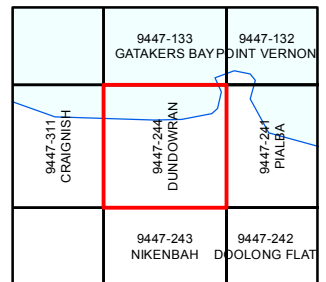 9447-133
GATAKERS BAY
9447-132
POINT VERNON
9447-311
CRAIGNISH
9447-244
DUNDOWRAN
9447-241
PIALBA
9447-243
NIKENBAH
9447-242
DOOLONG FLAT